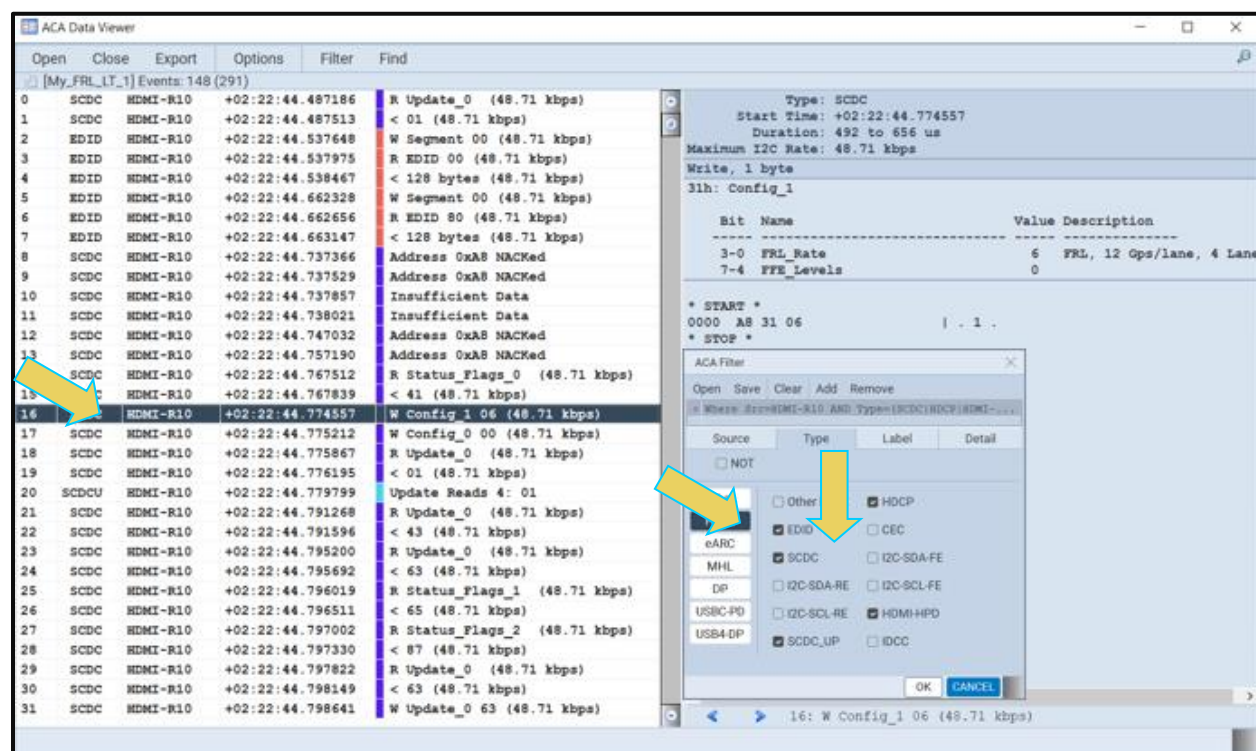 ACA Data Viewer
Open Close Export Options Filter Find
[My_FRL_LT_1] Events: 148 (291)
0 SCDC HDMI-R10 +02:22:44.487186 R Update_0 (48.71 kbps)
1 SCDC HDMI-R10 +02:22:44.487513 < 01 (48.71 kbps)
2 EDID HDMI-R10 +02:22:44.537648 W Segment 00 (48.71 kbps)
3 EDID HDMI-R10 +02:22:44.537975 R EDID 00 (48.71 kbps)
4 EDID HDMI-R10 +02:22:44.538467 < 128 bytes (48.71 kbps)
5 EDID HDMI-R10 +02:22:44.662328 W Segment 00 (48.71 kbps)
6 EDID HDMI-R10 +02:22:44.662656 R EDID 80 (48.71 kbps)
7 EDID HDMI-R10 +02:22:44.663147 < 128 bytes (48.71 kbps)
8 SCDC HDMI-R10 +02:22:44.737366 Address 0xA8 NACKed
9 SCDC HDMI-R10 +02:22:44.737529 Address 0xA8 NACKed
10 SCDC HDMI-R10 +02:22:44.737857 Insufficient Data
11 SCDC HDMI-R10 +02:22:44.738021 Insufficient Data
12 SCDC HDMI-R10 +02:22:44.747032 Address 0xA8 NACKed
13 SCDC HDMI-R10 +02:22:44.757190 Address 0xA8 NACKed
SCDC HDMI-R10 +02:22:44.767512 R Status_Flags_0 (48.71 kbps)
15 HDMI-R10 +02:22:44.767839 < 41 (48.71 kbps)
16 HDMI-R10 +02:22:44.774557 W Config_1 06 (48.71 kbps)
17 SCDC HDMI-R10 +02:22:44.775212 W Config_0 00 (48.71 kbps)
18 SCDC HDMI-R10 +02:22:44.775867 R Update_0 (48.71 kbps)
19 SCDC HDMI-R10 +02:22:44.776195 < 01 (48.71 kbps)
20 SCDCU HDMI-R10 +02:22:44.779799 Update Reads 4: 01
21 SCDC HDMI-R10 +02:22:44.791268 R Update_0 (48.71 kbps)
22 SCDC HDMI-R10 +02:22:44.791596 < 43 (48.71 kbps)
23 SCDC HDMI-R10 +02:22:44.795200 R Update_0 (48.71 kbps)
24 SCDC HDMI-R10 +02:22:44.795692 < 63 (48.71 kbps)
25 SCDC HDMI-R10 +02:22:44.796019 R Status_Flags_1 (48.71 kbps)
26 SCDC HDMI-R10 +02:22:44.796511 < 65 (48.71 kbps)
27 SCDC HDMI-R10 +02:22:44.797002 R Status_Flags_2 (48.71 kbps)
28 SCDC HDMI-R10 +02:22:44.797330 < 87 (48.71 kbps)
29 SCDC HDMI-R10 +02:22:44.797822 R Update_0 (48.71 kbps)
30 SCDC HDMI-R10 +02:22:44.798149 < 63 (48.71 kbps)
31 SCDC HDMI-R10 +02:22:44.798641 W Update_0 63 (48.71 kbps)
Type: SCDC
Start Time: +02:22:44.774557
Duration: 492 to 656 us
Maximum I2C Rate: 48.71 kbps
Write, 1 byte
31h: Config_1
Bit Name Value Description
3-0 FRL_Rate 6 FRL, 12 Gps/lane, 4 Lane
7-4 FFE_Levels 0
* START *
0000 A8 31 06 | . 1 .
* STOP *
ACA Filter
Open Save Clear Add Remove
Where Src=HDMI-R10 AND Type=(SCDC|HDCP|HDMI-...
Source Type Label Detail
NOT
Other HDCP
EDID CEC
eARC
SCDC I2C-SDA-FE
MHL
DP I2C-SDA-RE I2C-SCL-FE
USBC-PD I2C-SCL-RE HDMI-HPD
USB4-DP SCDC_UP IDCC
OK CANCEL
16: W Config_1 06 (48.71 kbps)